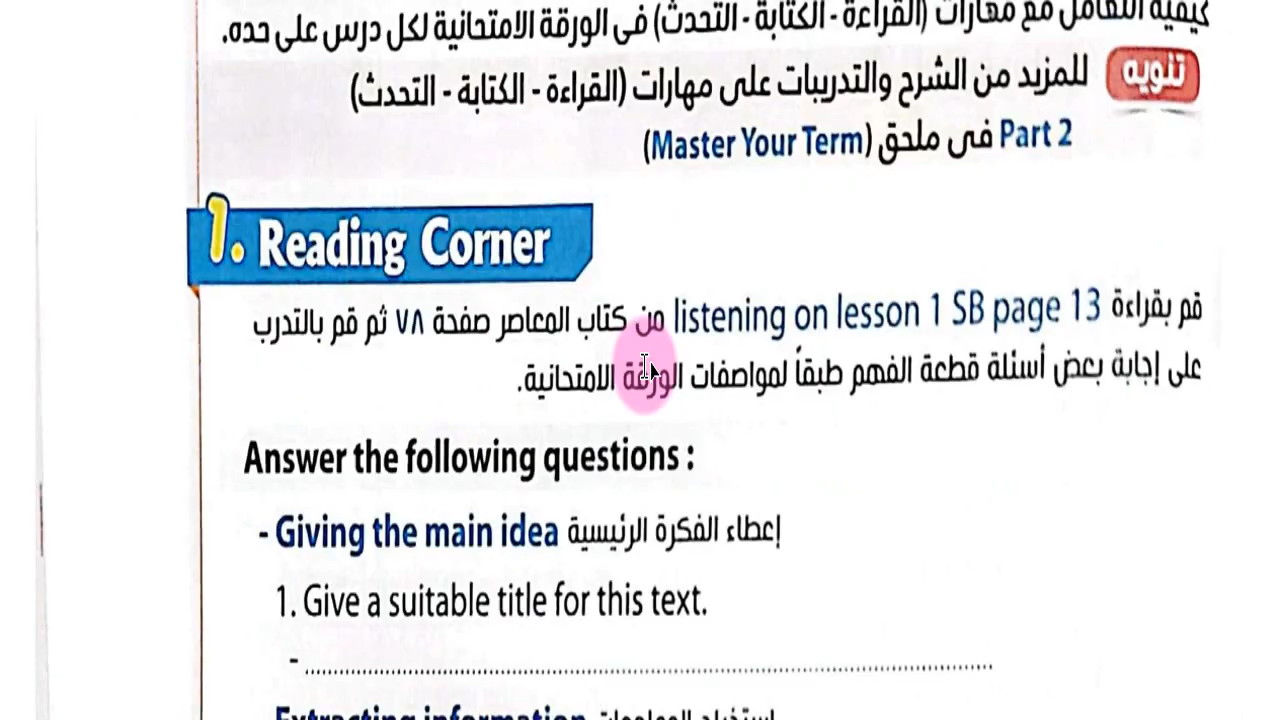 كيفية التعامل مع مهارات (القراءة - الكتابة - التحدث) فى الورقة الامتحانية لكل درس على حده.
تنويه للمزيد من الشرح والتدريبات على مهارات (القراءة - الكتابة - التحدث)
Part 2 فى ملحق (Master Your Term)
1. Reading Corner
قم بقراءة listening on lesson 1 SB page 13 من كتاب المعاصر صفحة ٧٨ ثم قم بالتدرب
على إجابة بعض أسئلة قطعة الفهم طبقاً لمواصفات الورقة الامتحانية.
Answer the following questions :
- Giving the main idea إعطاء الفكرة الرئيسية
1. Give a suitable title for this text.
-
Extracting information استخراج المعلومات